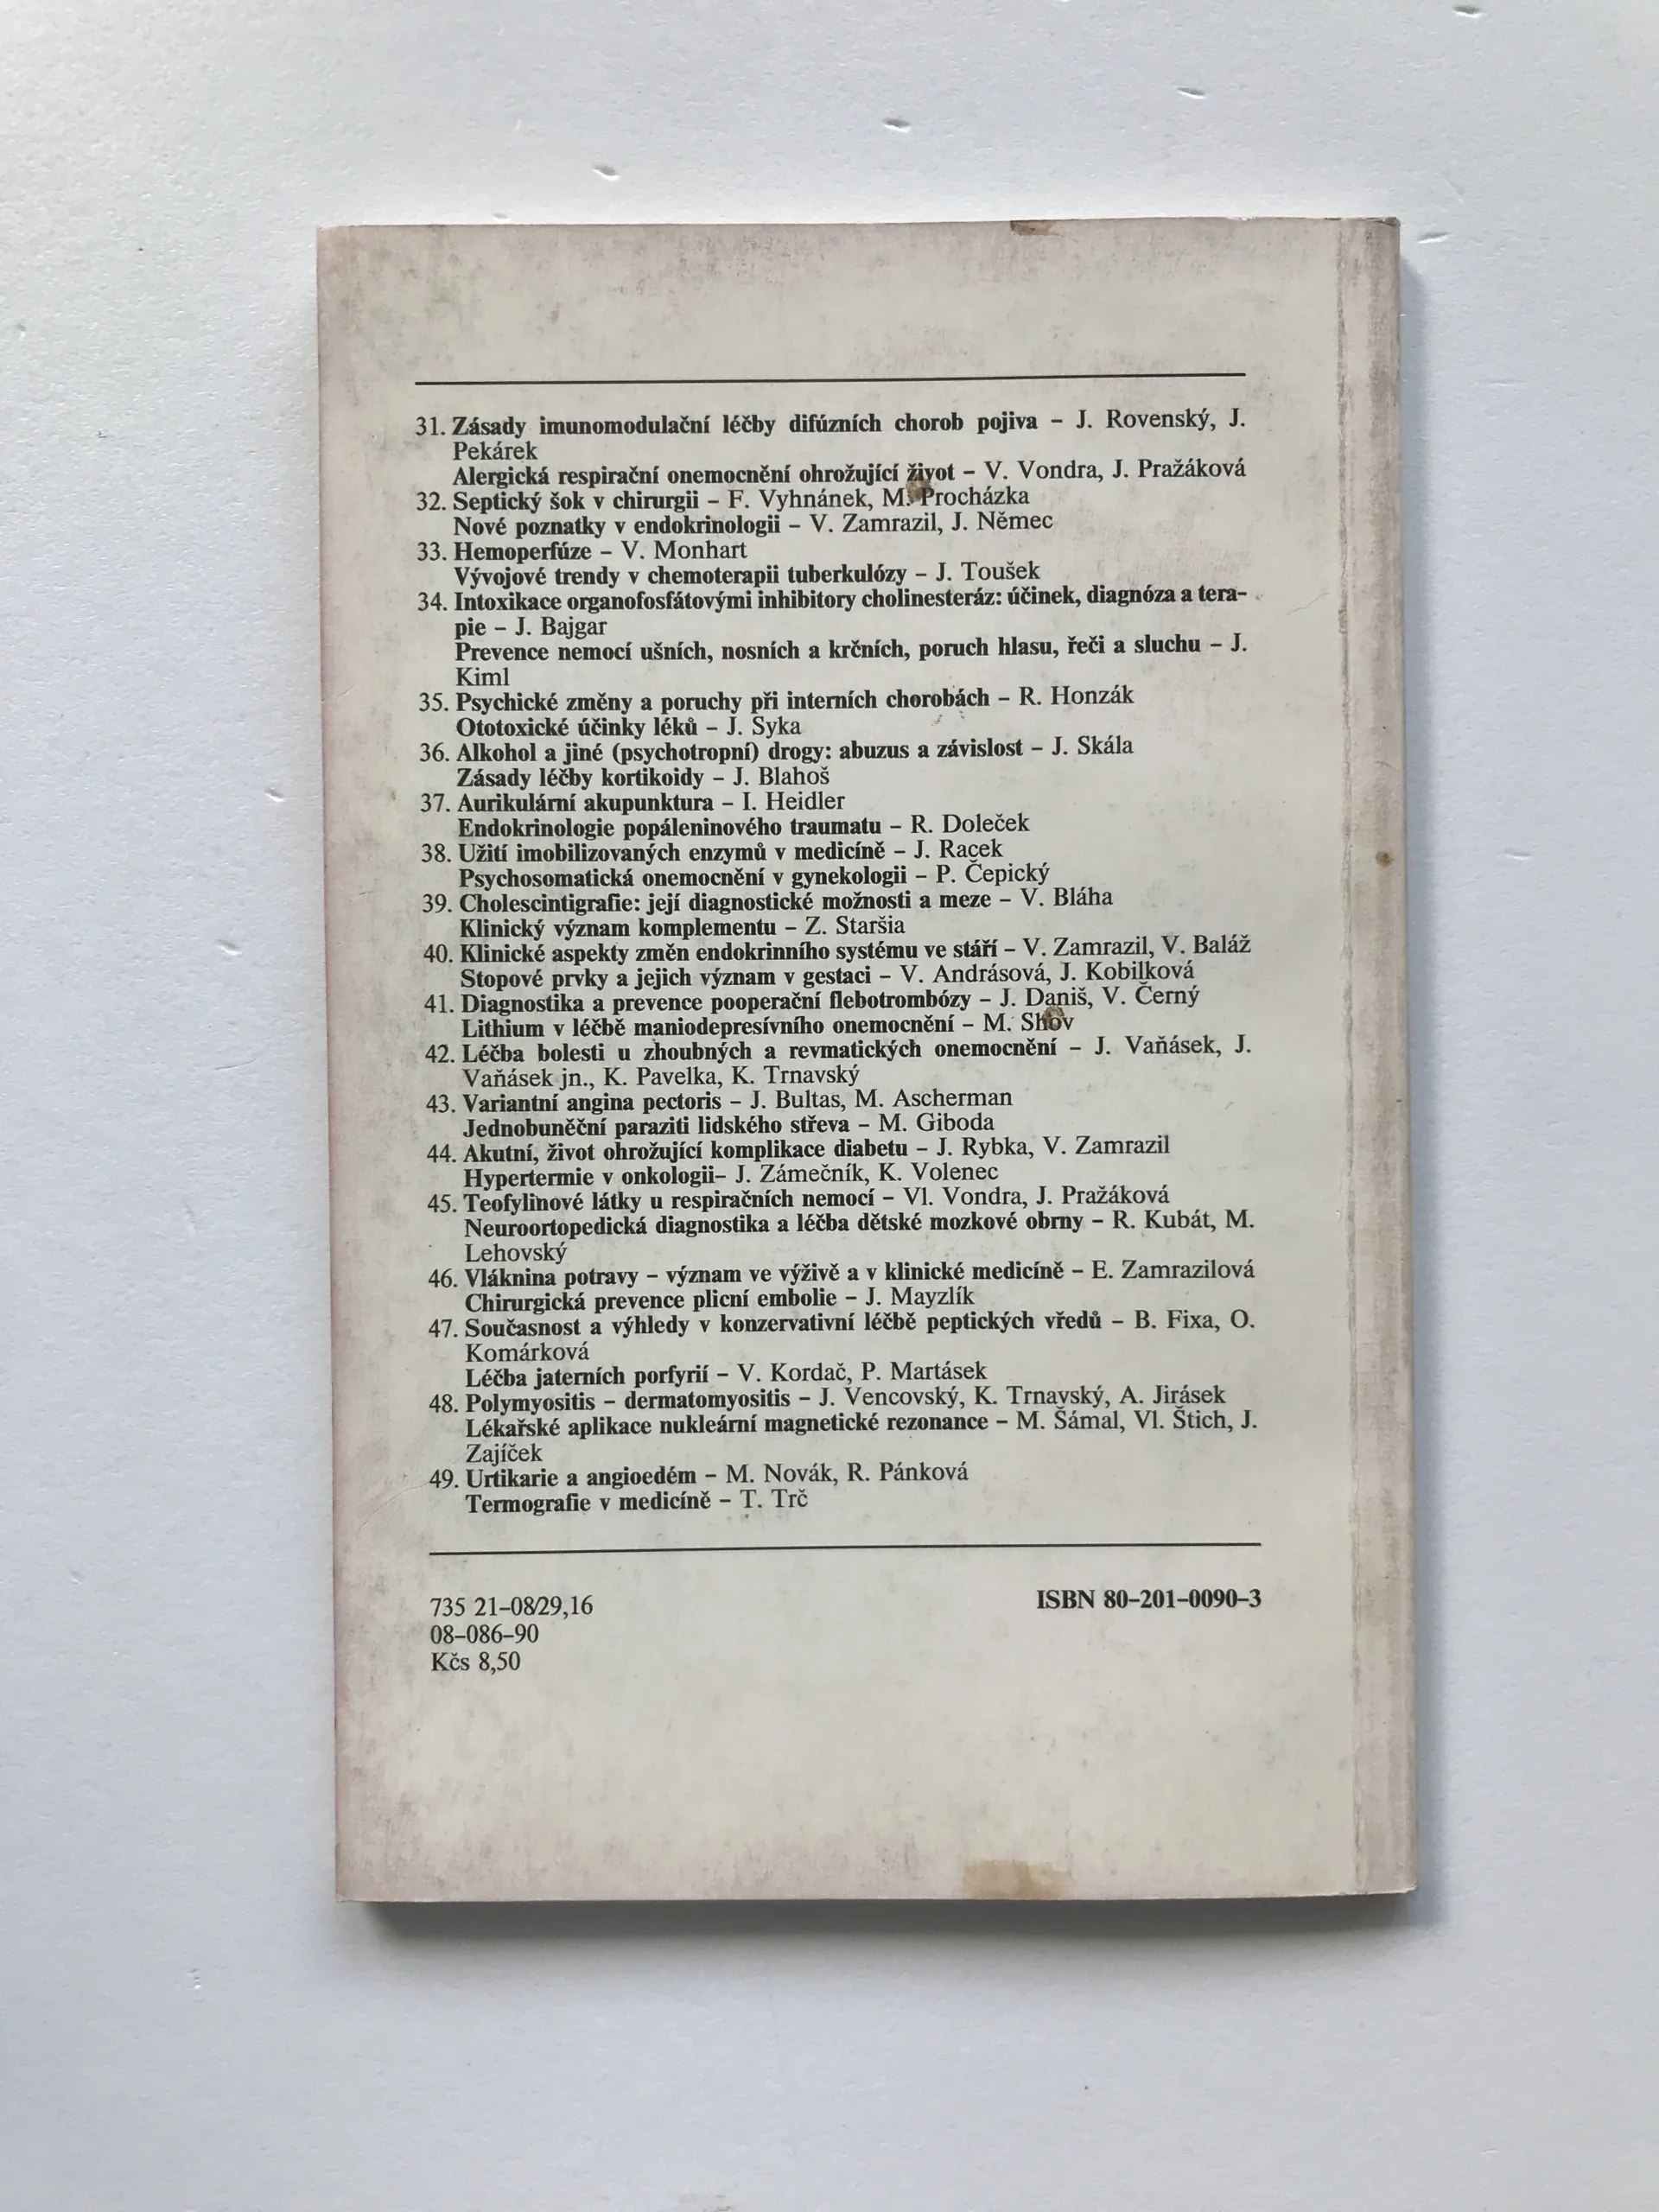 31. Zásady imunomodulační léčby difúzních chorob pojiva – J. Rovenský, J.
Pekárek
Alergická respirační onemocnění ohrožující život – V. Vondra, J. Pražáková
32. Septický šok v chirurgii – F. Vyhnánek, M. Procházka
Nové poznatky v endokrinologii – V. Zamrazil, J. Němec
33. Hemoperfúze – V. Monhart
Vývojové trendy v chemoterapii tuberkulózy – J. Toušek
34. Intoxikace organofosfátovými inhibitory cholinesteráz: účinek, diagnóza a tera-
pie – J. Bajgar
Prevence nemocí ušních, nosních a krčních, poruch hlasu, řeči a sluchu – J.
Kiml
35. Psychické změny a poruchy při interních chorobách – R. Honzák
Ototoxické účinky léků – J. Syka
36. Alkohol a jiné (psychotropní) drogy: abuzus a závislost – J. Skála
Zásady léčby kortikoidy – J. Blahoš
37. Aurikulární akupunktura – I. Heidler
Endokrinologie popáleninového traumatu – R. Doleček
38. Užití imobilizovaných enzymů v medicíně – J. Racek
Psychosomatická onemocnění v gynekologii – P. Čepický
39. Cholescintigrafie: její diagnostické možnosti a meze – V. Bláha
Klinický význam komplementu – Z. Staršia
40. Klinické aspekty změn endokrinního systému ve stáří – V. Zamrazil, V. Baláž
Stopové prvky a jejich význam v gestaci – V. Andrásová, J. Kobilková
41. Diagnostika a prevence pooperační flebotrombózy – J. Daniš, V. Černý
Lithium v léčbě maniodepresívního onemocnění – M.
42. Léčba bolesti u zhoubných a revmatických onemocnění – J. Vaňásek, J.
Vaňásek jn., K. Pavelka, K. Trnavský
43. Variantní angina pectoris – J. Bultas, M. Ascherman
Jednobuněční paraziti lidského střeva – M. Giboda
44. Akutní, život ohrožující komplikace diabetu – J. Rybka, V. Zamrazil
Hypertermie v onkologii– J. Zámečník, K. Volenec
45. Teofylinové látky u respiračních nemocí – Vl. Vondra, J. Pražáková
Neuroortopedická diagnostika a léčba dětské mozkové obrny – R. Kubát, M.
Lehovský
46. Vláknina potravy – význam ve výživě a v klinické medicíně – E. Zamrazilová
Chirurgická prevence plicní embolie – J. Mayzlík
47. Současnost a výhledy v konzervativní léčbě peptických vředů – B. Fixa, O.
Komárková
Léčba jaterních porfyrií – V. Kordač, P. Martásek
48. Polymyositis – dermatomyositis – J. Vencovský, K. Trnavský, A. Jirásek
Lékařské aplikace nukleární magnetické rezonance – M. Šámal, Vl. Štich, J.
Zajíček
49. Urtikarie a angioedém – M. Novák, R. Pánková
Termografie v medicíně – T. Trč
735 21–08/29,16
08–086–90
Kčs 8,50
ISBN 80–201–0090–3